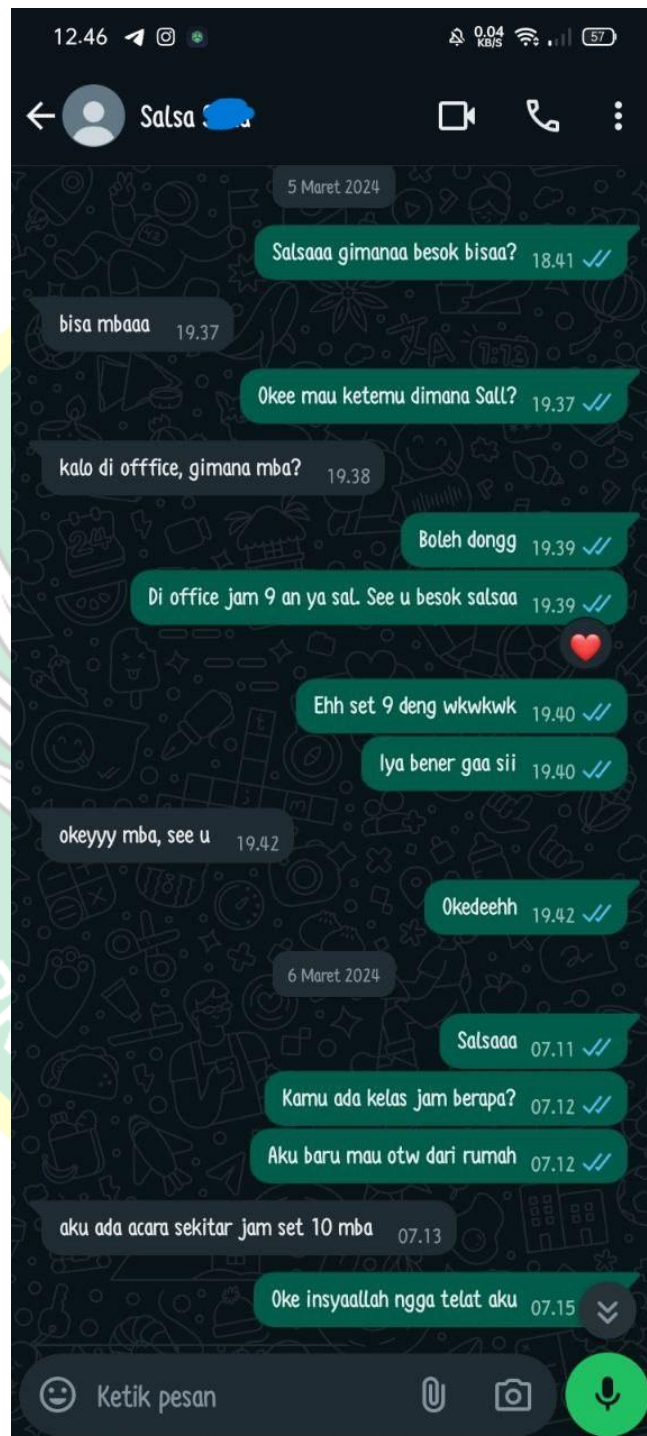 12.46
0.04
KB/S
57
Salsa
5 Maret 2024
Salsaaa gimanaa besok bisaa? 18.41
bisa mbaaa 19.37
Okee mau ketemu dimana Sall? 19.37
kalo di offfice, gimana mba? 19.38
Boleh dongg 19.39
Di office jam 9 an ya sal. See u besok salsaa 19.39
Ehh set 9 deng wkwkwk 19.40
Iya bener gaa sii 19.40
okeyyy mba, see u 19.42
Okedeehh 19.42
6 Maret 2024
Salsaaa 07.11
Kamu ada kelas jam berapa? 07.12
Aku baru mau otw dari rumah 07.12
aku ada acara sekitar jam set 10 mba 07.13
Oke insyaallah ngga telat aku 07.15
Ketik pesan